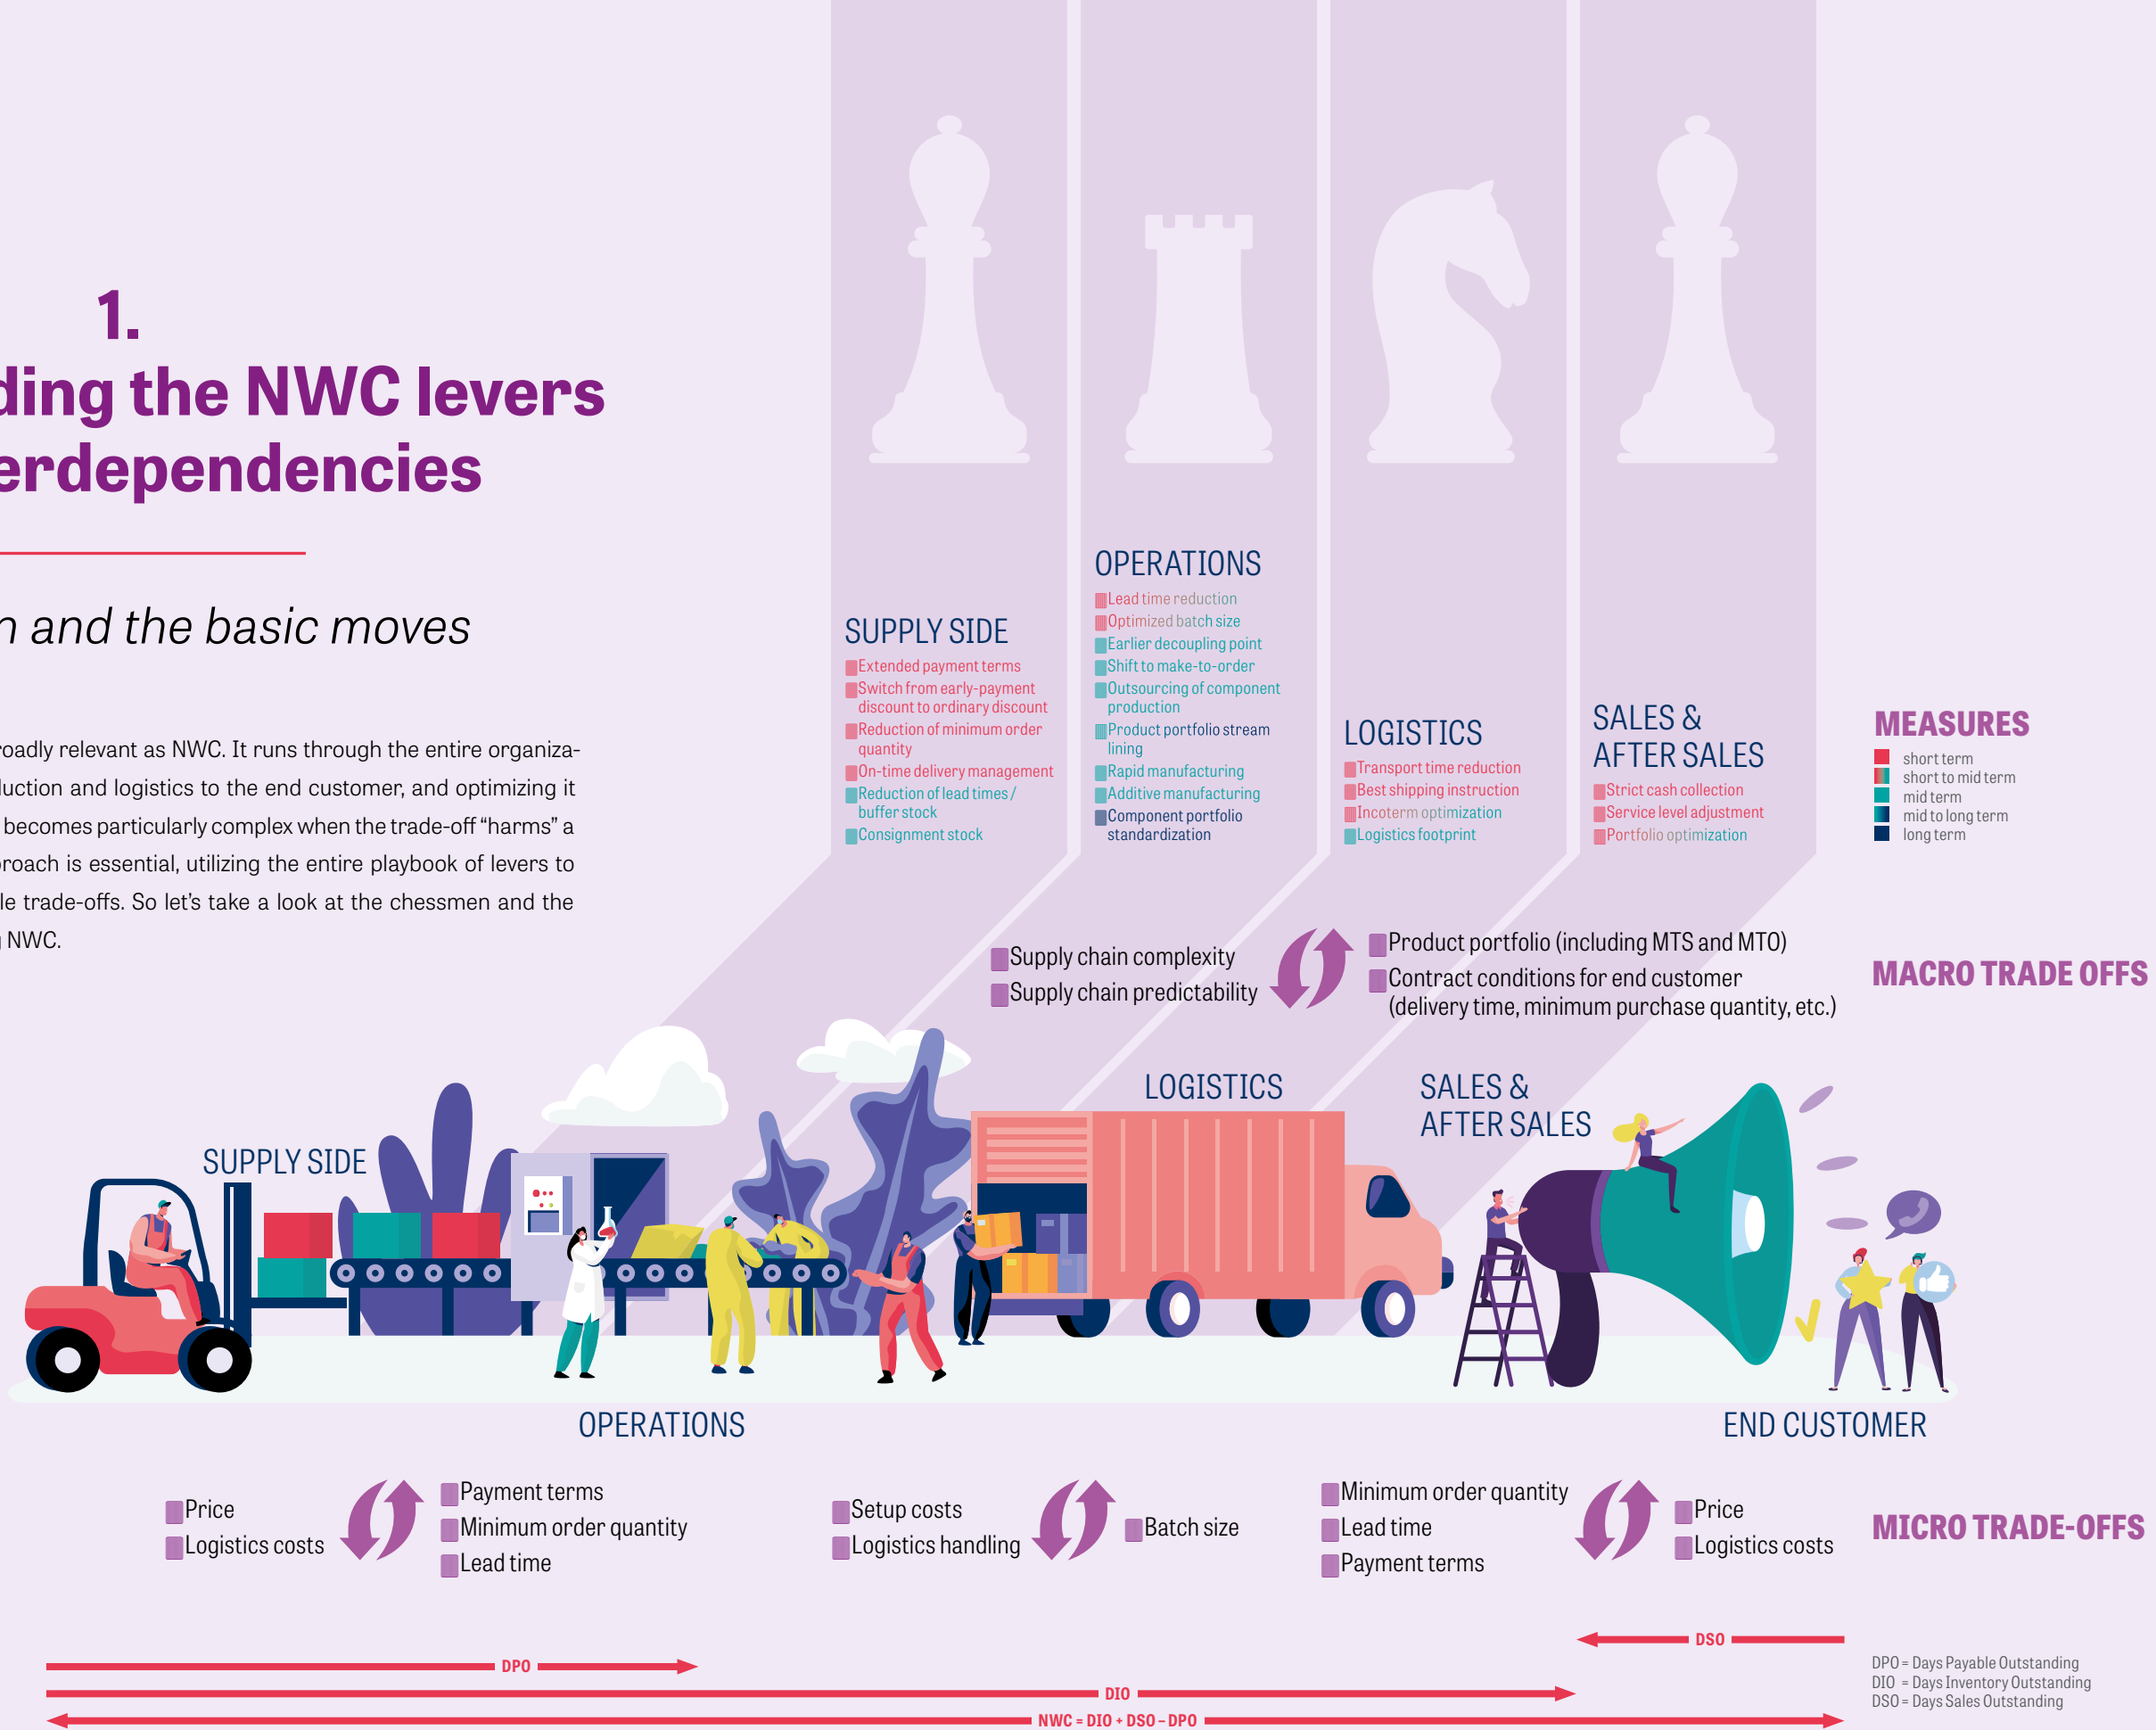 1.
ding the NWC levers
erdependencies
n and the basic moves
roadly relevant as NWC. It runs through the entire organiza-
duction and logistics to the end customer, and optimizing it
becomes particularly complex when the trade-off “harms” a
proach is essential, utilizing the entire playbook of levers to
le trade-offs. So let’s take a look at the chessmen and the
g NWC.
SUPPLY SIDE
Extended payment terms
Switch from early-payment
discount to ordinary discount
Reduction of minimum order
quantity
On-time delivery management
Reduction of lead times /
buffer stock
Consignment stock
OPERATIONS
Lead time reduction
Optimized batch size
Earlier decoupling point
Shift to make-to-order
Outsourcing of component
production
Product portfolio stream
lining
Rapid manufacturing
Additive manufacturing
Component portfolio
standardization
LOGISTICS
Transport time reduction
Best shipping instruction
Incoterm optimization
Logistics footprint
SALES &
AFTER SALES
Strict cash collection
Service level adjustment
Portfolio optimization
MEASURES
short term
short to mid term
mid term
mid to long term
long term
Supply chain complexity
Supply chain predictability
Product portfolio (including MTS and MTO)
Contract conditions for end customer
(delivery time, minimum purchase quantity, etc.)
MACRO TRADE OFFS
SUPPLY SIDE
LOGISTICS
SALES &
AFTER SALES
OPERATIONS
END CUSTOMER
Price
Logistics costs
Payment terms
Minimum order quantity
Lead time
Setup costs
Logistics handling
Batch size
Minimum order quantity
Lead time
Payment terms
Price
Logistics costs
MICRO TRADE-OFFS
DSO
DPO
DIO
NWC = DIO + DSO – DPO
DPO = Days Payable Outstanding
DIO = Days Inventory Outstanding
DSO = Days Sales Outstanding